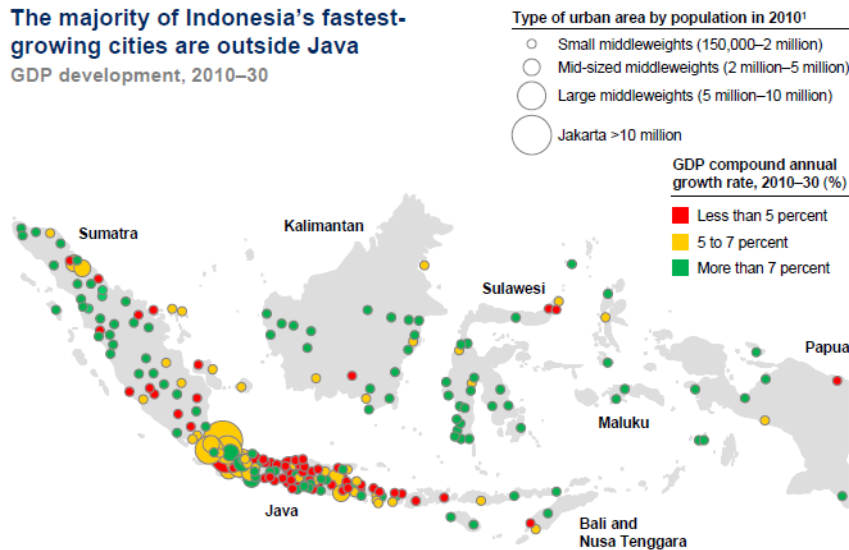 The majority of Indonesia's fastest-
growing cities are outside Java
GDP development, 2010–30
Type of urban area by population in 2010¹
Small middleweights (150,000–2 million)
Mid-sized middleweights (2 million–5 million)
Large middleweights (5 million–10 million)
Jakarta >10 million
GDP compound annual
growth rate, 2010–30 (%)
Less than 5 percent
5 to 7 percent
More than 7 percent
Sumatra
Kalimantan
Sulawesi
Papua
Maluku
Java
Bali and
Nusa Tenggara